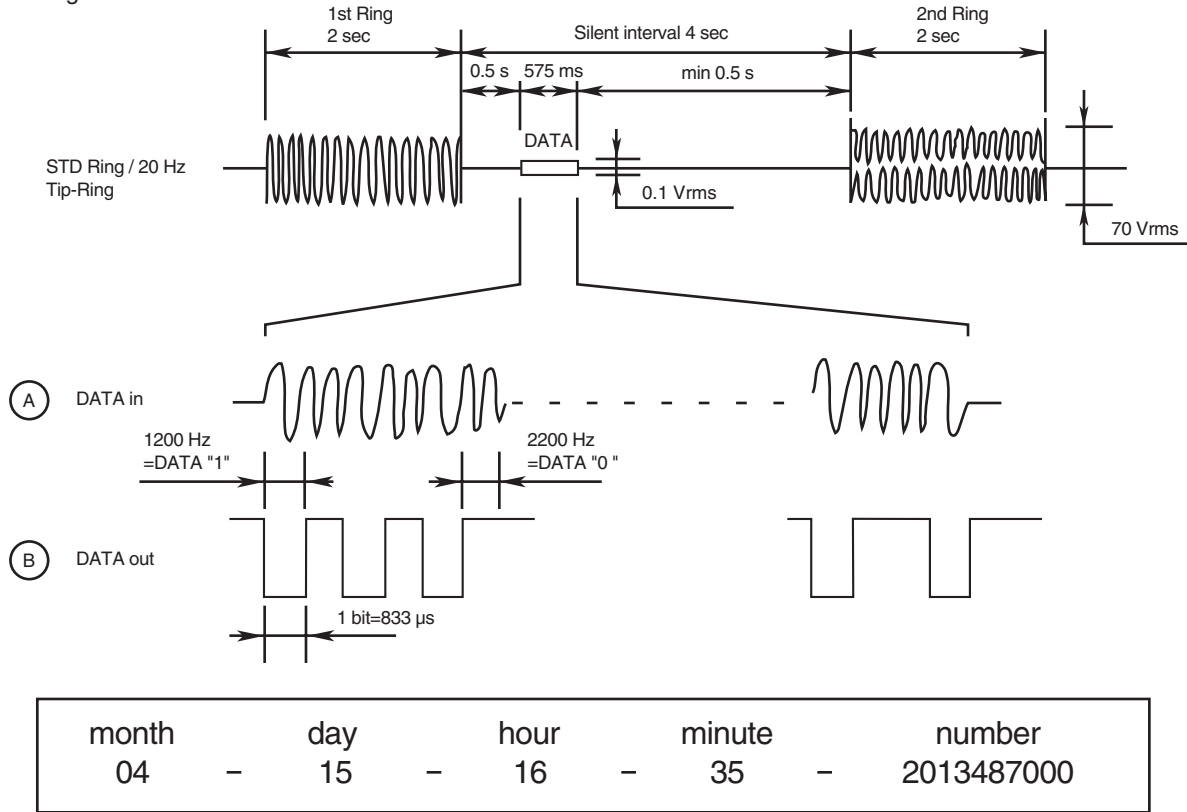 1st Ring
2 sec
Silent interval 4 sec
2nd Ring
2 sec
0.5 s
575 ms
min 0.5 s
DATA
STD Ring / 20 Hz
Tip-Ring
0.1 Vrms
70 Vrms
A
DATA in
1200 Hz
=DATA "1"
2200 Hz
=DATA "0 "
B
DATA out
1 bit=833 µs
month day hour minute number
04 – 15 – 16 – 35 – 2013487000